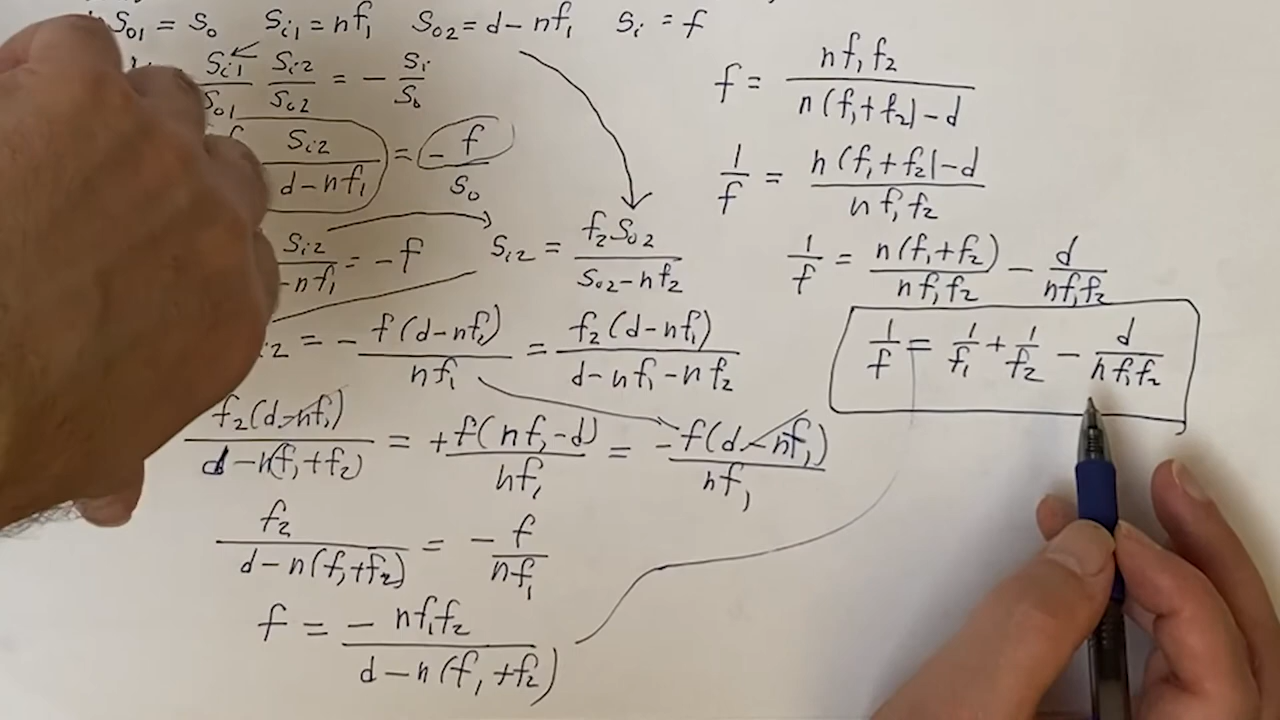 S₀₁ = S₀ Sᵢ₁ = nf₁ S₀₂ = d − nf₁ Sᵢ = f
Sᵢ₁/S₀₁ Sᵢ₂/S₀₂ = − Sᵢ/S₀
Sᵢ₂/(d − nf₁) = − f/S₀
Sᵢ₂/−nf₁ = −f
Sᵢ₂ = f₂S₀₂/(S₀₂ − nf₂)
i₂ = − f(d − nf₁)/nf₁ = f₂(d − nf₁)/(d − nf₁ − nf₂)
f₂(d − nf₁)/(d − n(f₁ + f₂)) = + f(nf₁ − d)/nf₁ = − f(d − nf₁)/nf₁
f₂/(d − n(f₁ + f₂)) = − f/nf₁
f = − nf₁f₂/(d − n(f₁ + f₂))
f = nf₁f₂/(n(f₁ + f₂) − d)
1/f = (n(f₁ + f₂) − d)/nf₁f₂
1/f = n(f₁ + f₂)/nf₁f₂ − d/nf₁f₂
1/f = 1/f₁ + 1/f₂ − d/nf₁f₂